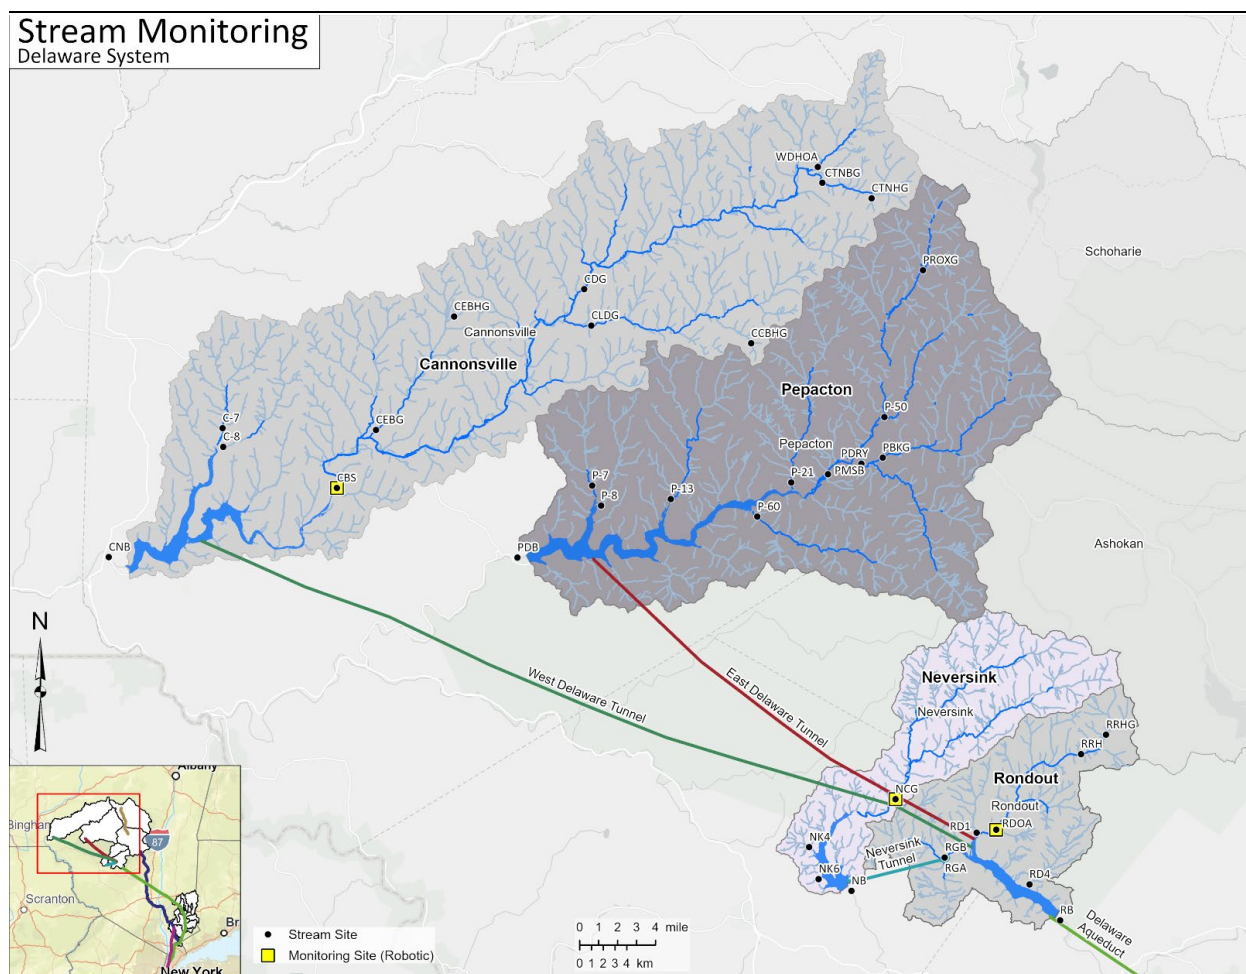 Stream Monitoring
Delaware System
WDHOA
CTNBG
CTNHG
Schoharie
PROXG
CDG
CEBHG
Cannonsville
CLDG
CCBHG
Cannonsville
Pepacton
C-7
CEBG
P-50
C-8
Pepacton
PDRY
PBKG
CBS
P-7
P-21
PMSB
P-13
P-8
P-60
CNB
PDB
Ashokan
N
West Delaware Tunnel
East Delaware Tunnel
Neversink
Neversink
RRHG
RRH
Rondout
NCG
Rondout
RDOA
RD1
NK4
Neversink
Tunnel
RGB
RGA
NK6
NB
RD4
RB
Delaware
Aqueduct
Albany
Bingham
87
Scranton
Br
New York
Stream Site
Monitoring Site (Robotic)
0 1 2 3 4 mile
0 1 2 3 4 km